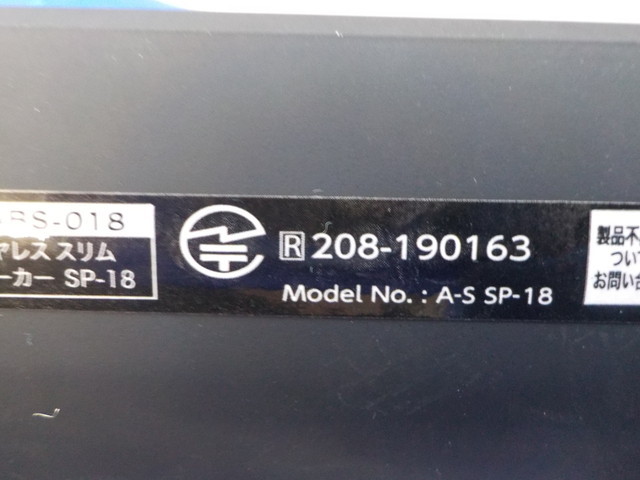 BS-018
ヤレス スリム
ーカー SP-18
R 208-190163
Model No. : A-S SP-18
製品不
ついて
お問い合